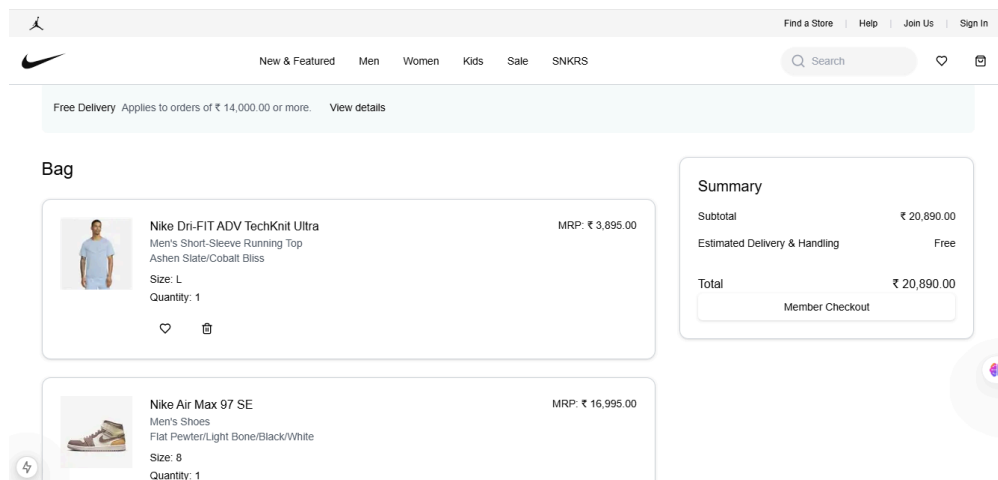 Find a Store | Help | Join Us | Sign In
New & Featured Men Women Kids Sale SNKRS Search
Free Delivery Applies to orders of ₹ 14,000.00 or more. View details
Bag
Nike Dri-FIT ADV TechKnit Ultra MRP: ₹ 3,895.00
Men's Short-Sleeve Running Top
Ashen Slate/Cobalt Bliss
Size: L
Quantity: 1
Nike Air Max 97 SE MRP: ₹ 16,995.00
Men's Shoes
Flat Pewter/Light Bone/Black/White
Size: 8
Quantity: 1
Summary
Subtotal ₹ 20,890.00
Estimated Delivery & Handling Free
Total ₹ 20,890.00
Member Checkout